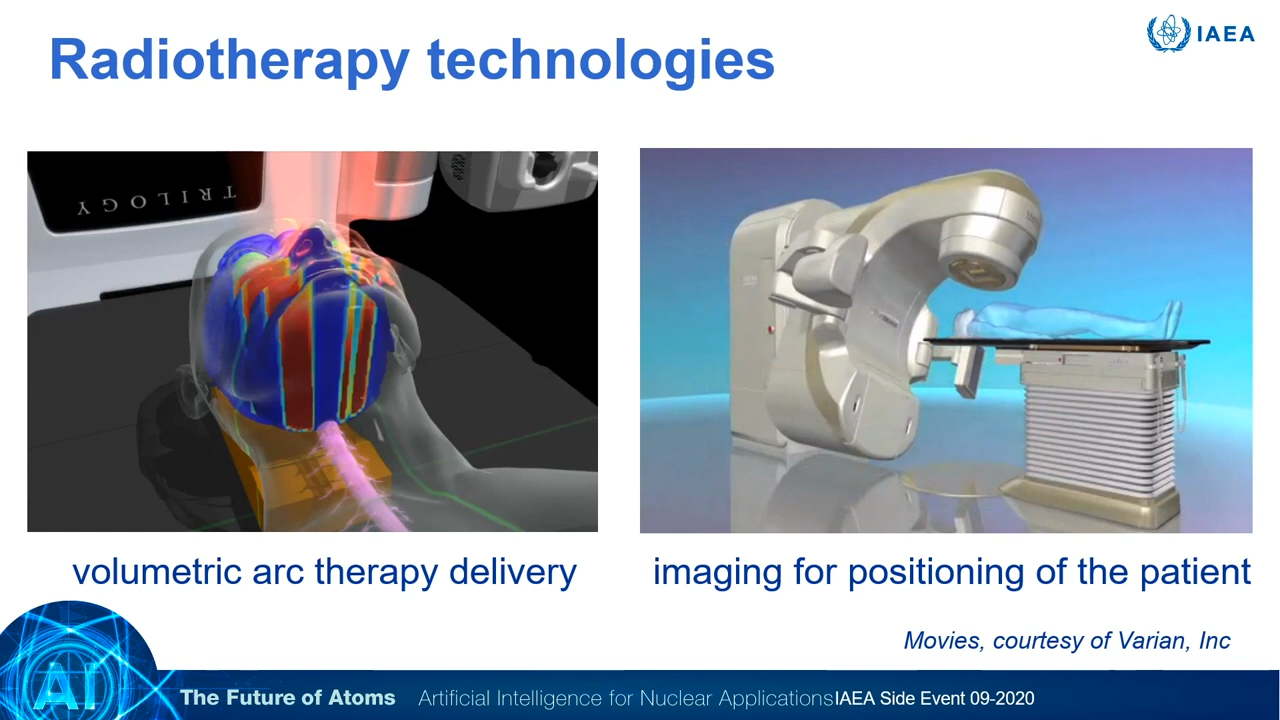 Radiotherapy technologies
IAEA
TRILOGY
volumetric arc therapy delivery
imaging for positioning of the patient
Movies, courtesy of Varian, Inc
AI
The Future of Atoms Artificial Intelligence for Nuclear Applications IAEA Side Event 09-2020